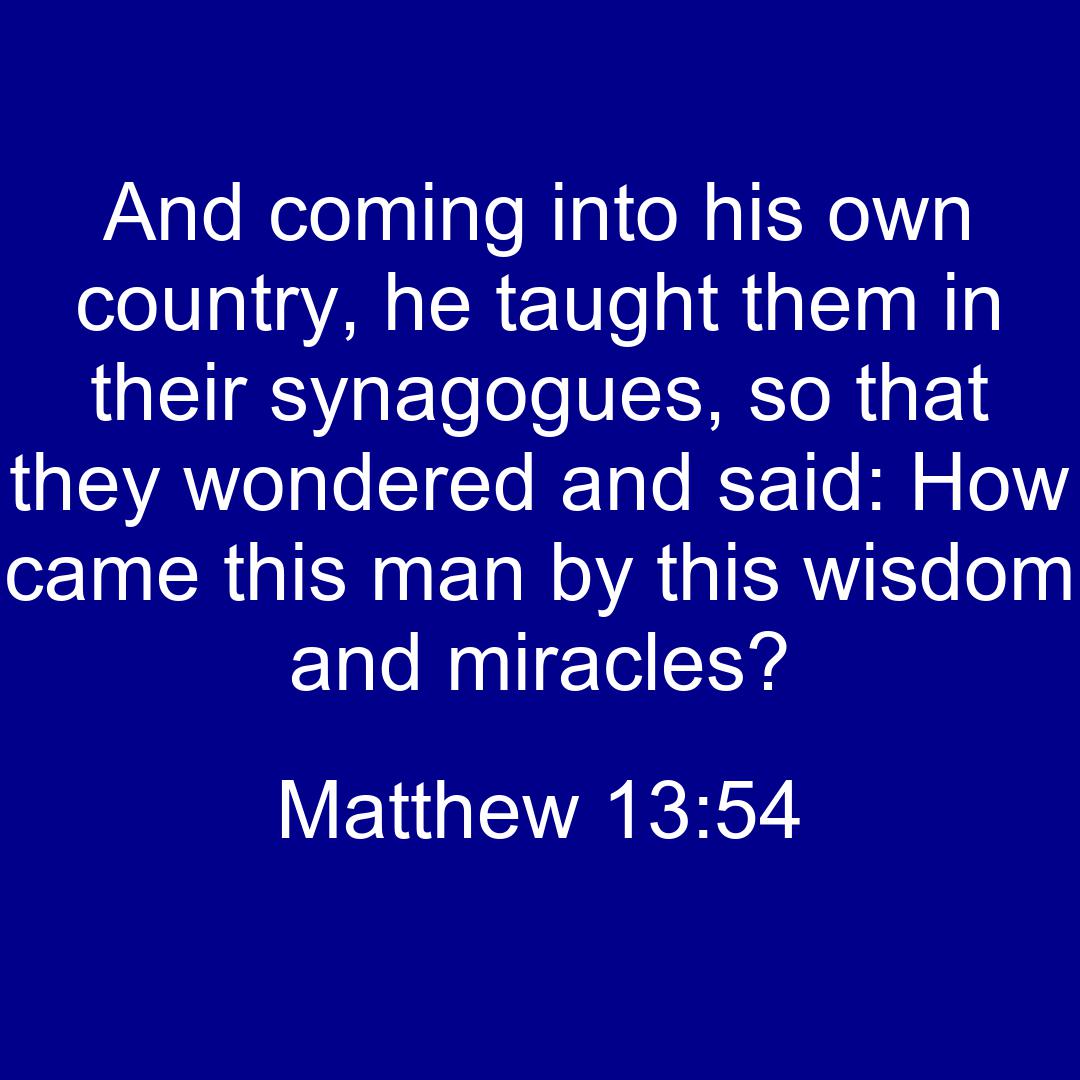 And coming into his own
country, he taught them in
their synagogues, so that
they wondered and said: How
came this man by this wisdom
and miracles?
Matthew 13:54